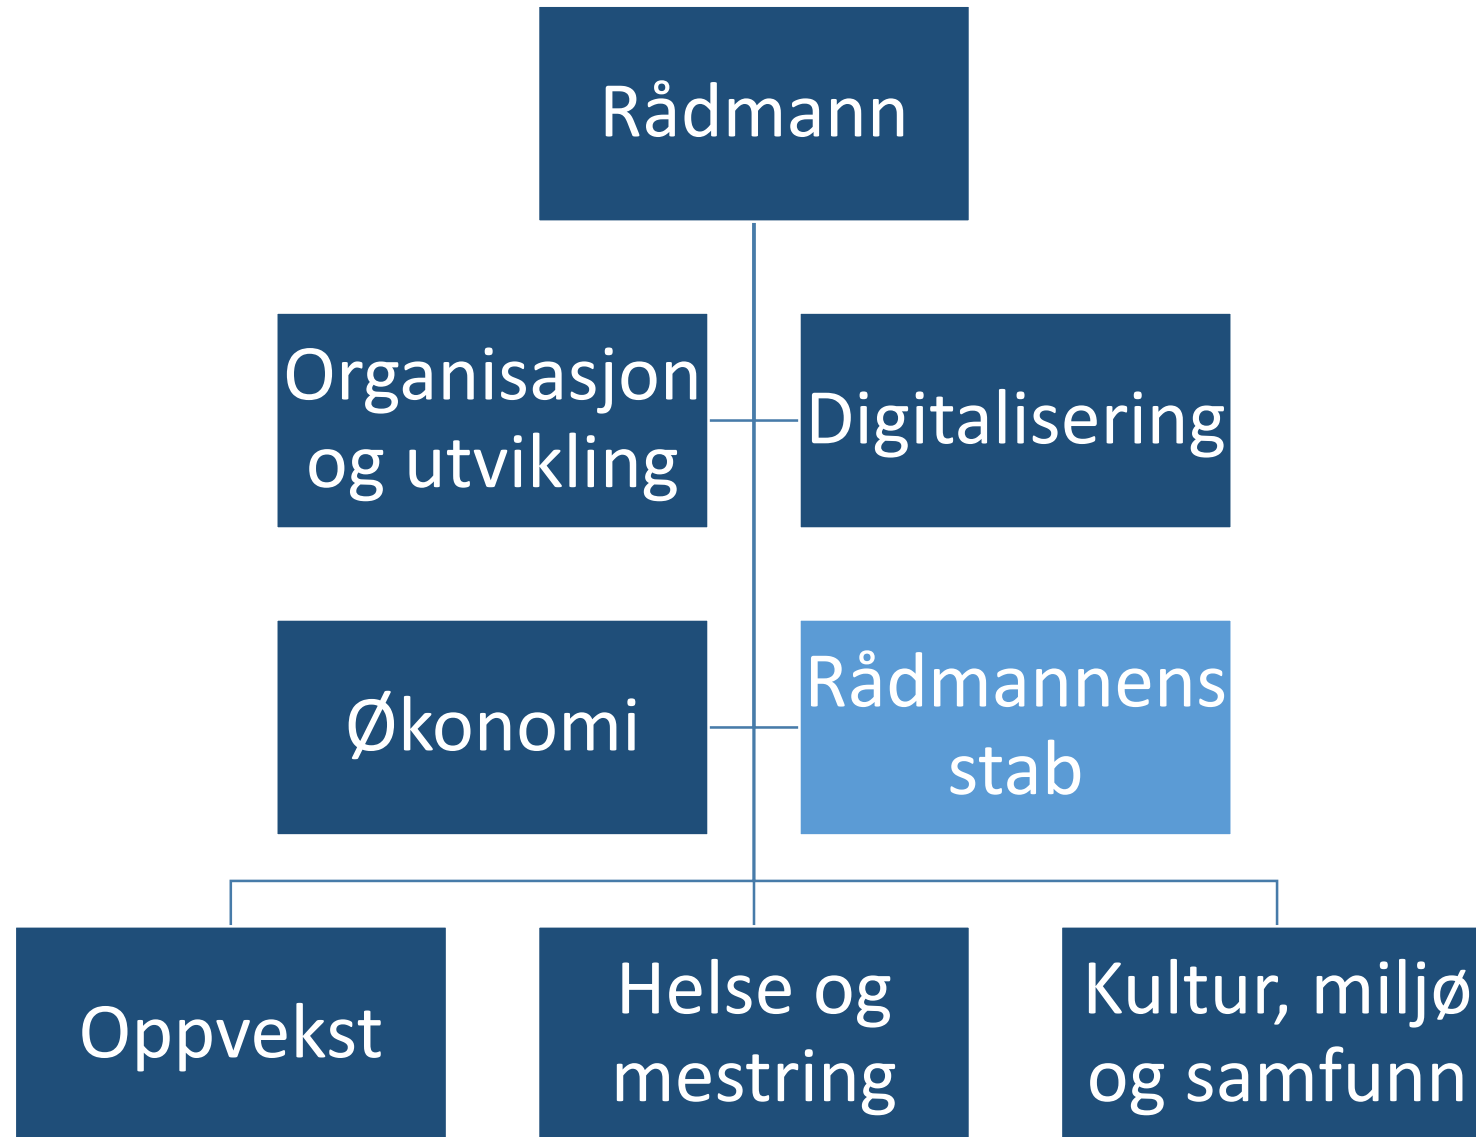 Rådmann
Organisasjon
og utvikling
Digitalisering
Økonomi
Rådmannens
stab
Oppvekst
Helse og
mestring
Kultur, miljø
og samfunn